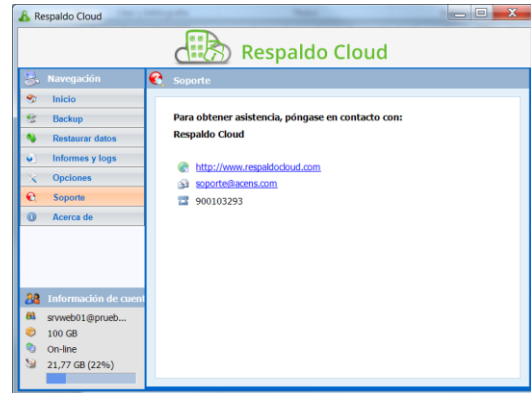 Respaldo Cloud
Respaldo Cloud
Navegación
Inicio
Backup
Restaurar datos
Informes y logs
Opciones
Soporte
Acerca de
Información de cuent
srvweb01@prueb...
100 GB
On-line
21,77 GB (22%)
Soporte
Para obtener asistencia, póngase en contacto con:
Respaldo Cloud
http://www.respaldocloud.com
soporte@acens.com
900103293